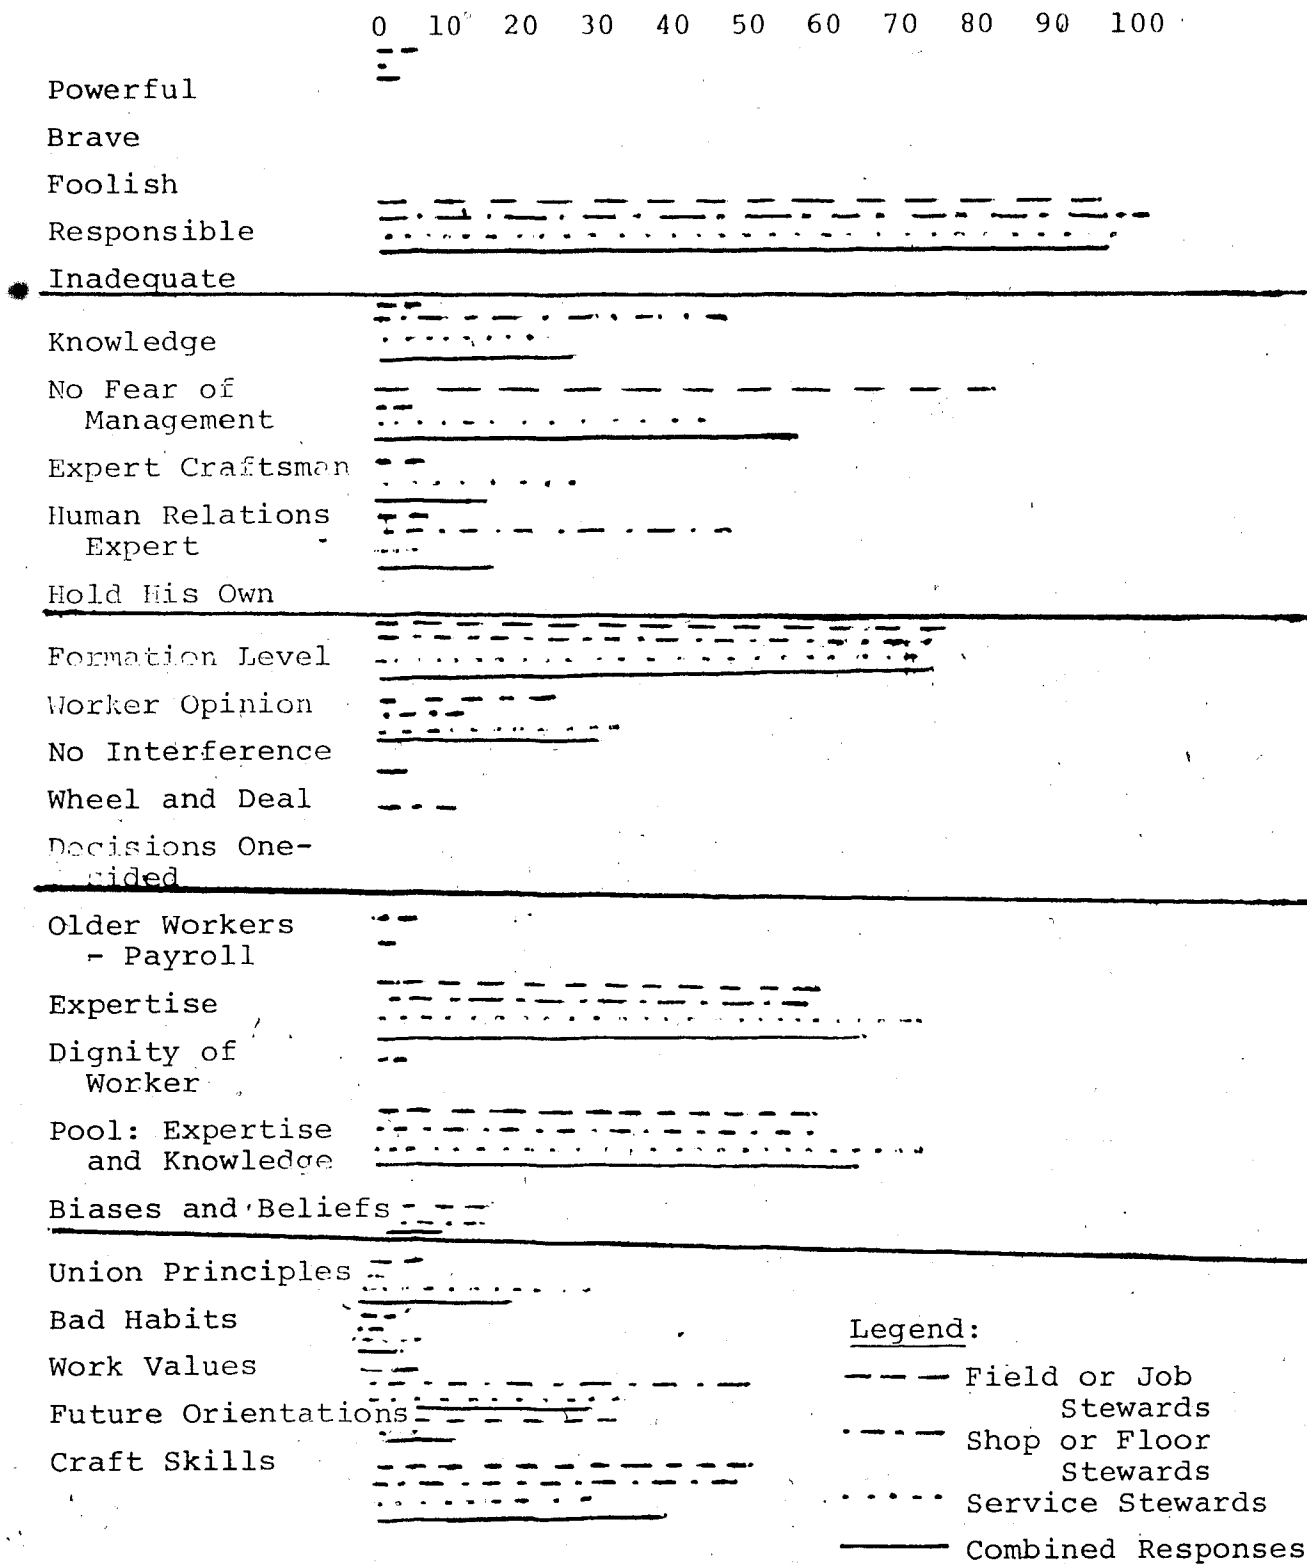 0 10 20 30 40 50 60 70 80 90 100
Powerful
Brave
Foolish
Responsible
Inadequate
Knowledge
No Fear of
Management
Expert Craftsman
Human Relations
Expert
Hold His Own
Formation Level
Worker Opinion
No Interference
Wheel and Deal
Decisions One-
sided
Older Workers
- Payroll
Expertise
Dignity of
Worker
Pool: Expertise
and Knowledge
Biases and Beliefs
Union Principles
Bad Habits
Work Values
Future Orientations
Craft Skills
Legend:
Field or Job
Stewards
Shop or Floor
Stewards
Service Stewards
Combined Responses